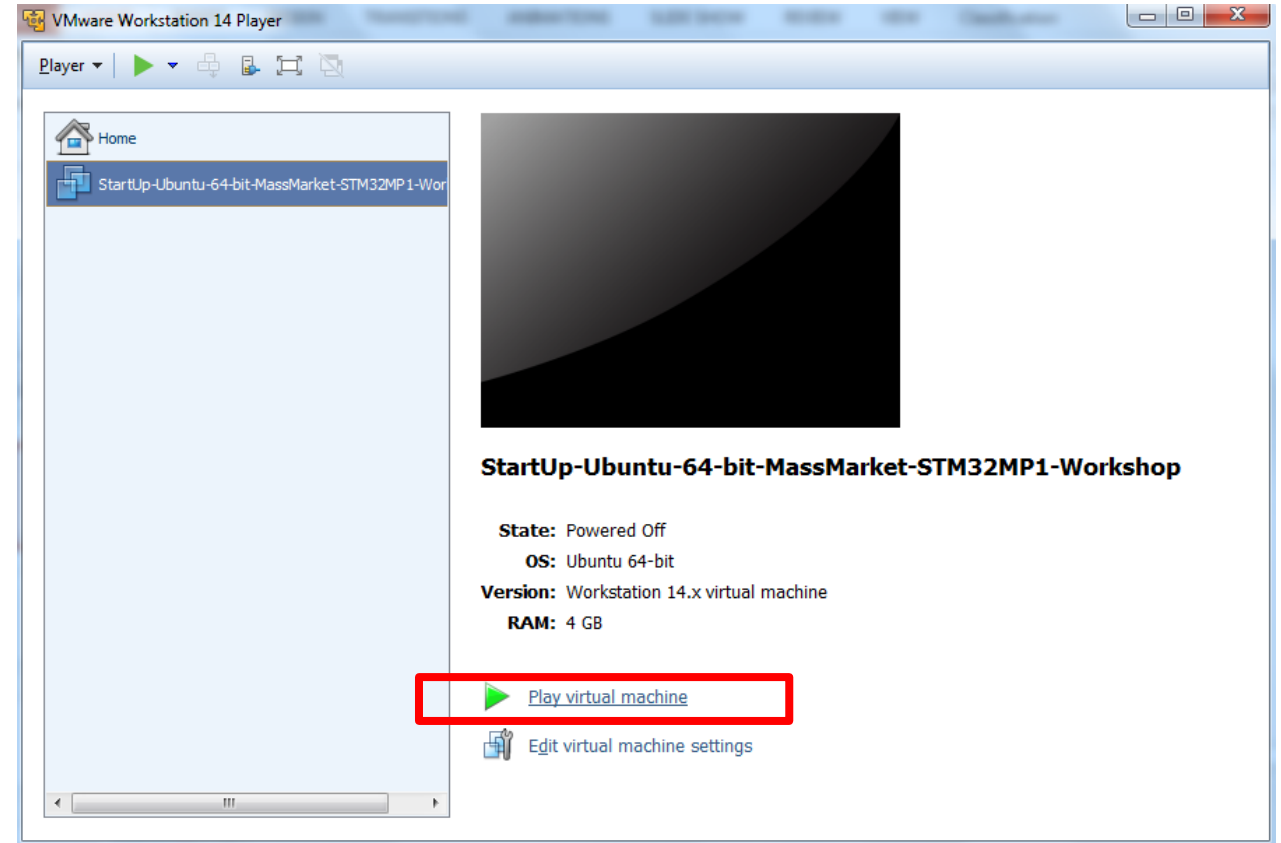 VMware Workstation 14 Player
Player
Home
StartUp-Ubuntu-64-bit-MassMarket-STM32MP1-Wor
StartUp-Ubuntu-64-bit-MassMarket-STM32MP1-Workshop
State: Powered Off
OS: Ubuntu 64-bit
Version: Workstation 14.x virtual machine
RAM: 4 GB
Play virtual machine
Edit virtual machine settings